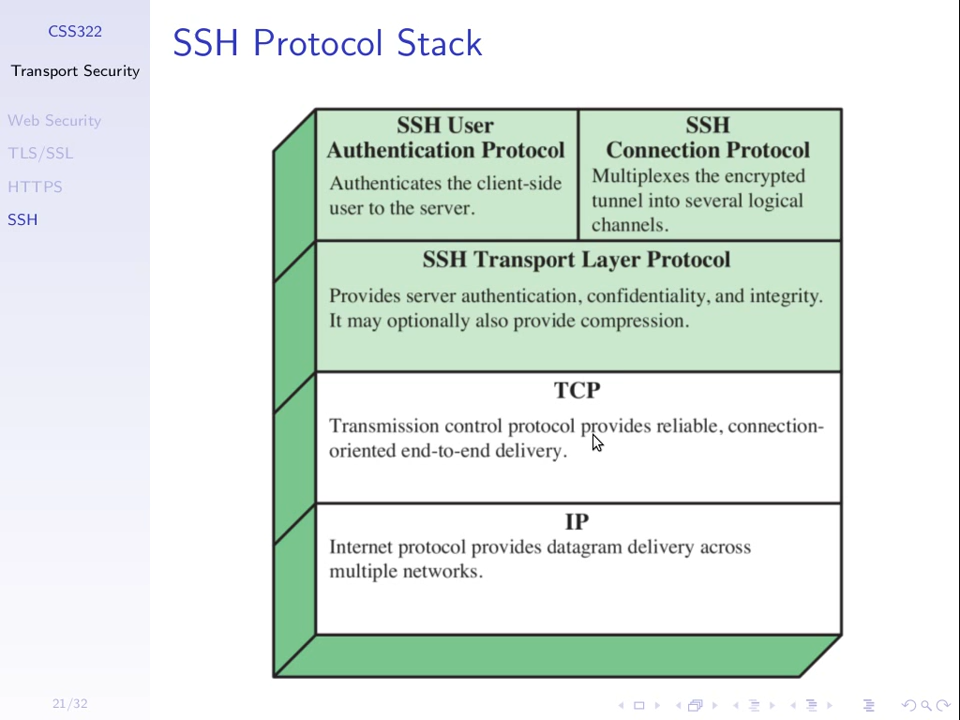 CSS322
Transport Security
Web Security
TLS/SSL
HTTPS
SSH
SSH Protocol Stack
SSH User
Authentication Protocol
Authenticates the client-side
user to the server.
SSH
Connection Protocol
Multiplexes the encrypted
tunnel into several logical
channels.
SSH Transport Layer Protocol
Provides server authentication, confidentiality, and integrity.
It may optionally also provide compression.
TCP
Transmission control protocol provides reliable, connection-
oriented end-to-end delivery.
IP
Internet protocol provides datagram delivery across
multiple networks.
21/32